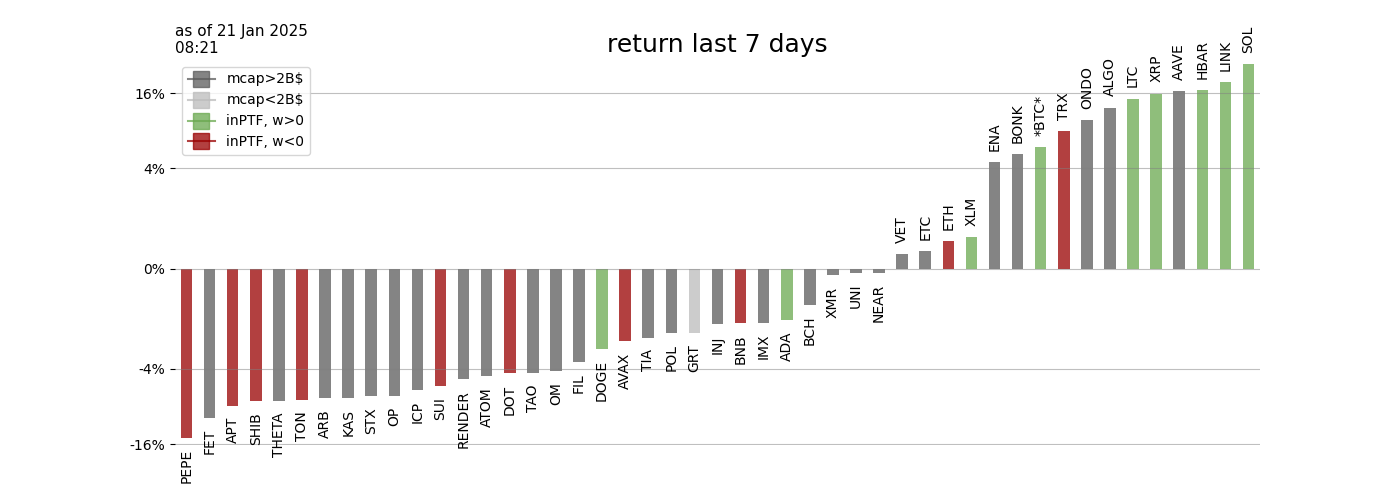 as of 21 Jan 2025
08:21
return last 7 days
mcap>2B$
mcap<2B$
inPTF, w>0
inPTF, w<0
16%
4%
0%
-4%
-16%
PEPE
FET
APT
SHIB
THETA
TON
ARB
KAS
STX
OP
ICP
SUI
RENDER
ATOM
DOT
TAO
OM
FIL
DOGE
AVAX
TIA
POL
GRT
INJ
BNB
IMX
ADA
BCH
XMR
UNI
NEAR
VET
ETC
ETH
XLM
ENA
BONK
*BTC*
TRX
ONDO
ALGO
LTC
XRP
AAVE
HBAR
LINK
SOL